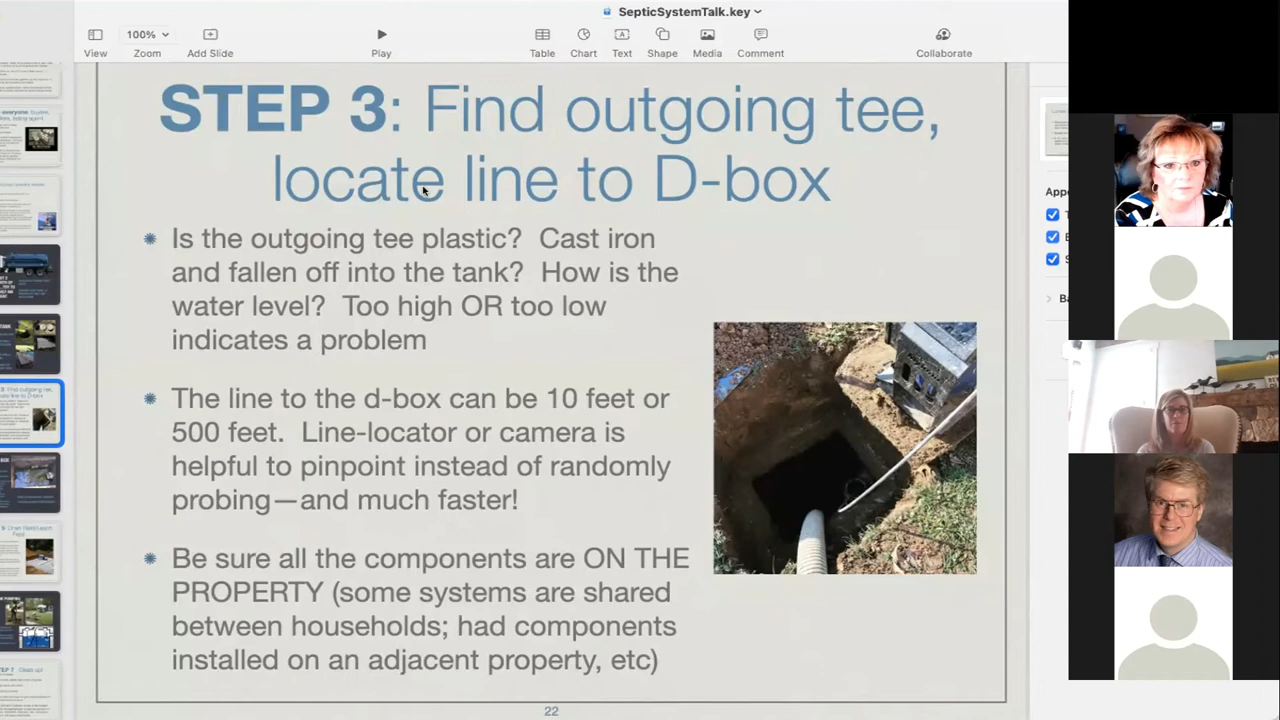 SepticSystemTalk.key
100%
View
Zoom
Add Slide
Play
Table
Chart
Text
Shape
Media
Comment
Collaborate
STEP 3: Find outgoing tee,
locate line to D-box
Is the outgoing tee plastic? Cast iron
and fallen off into the tank? How is the
water level? Too high OR too low
indicates a problem
The line to the d-box can be 10 feet or
500 feet. Line-locator or camera is
helpful to pinpoint instead of randomly
probing—and much faster!
Be sure all the components are ON THE
PROPERTY (some systems are shared
between households; had components
installed on an adjacent property, etc)
22